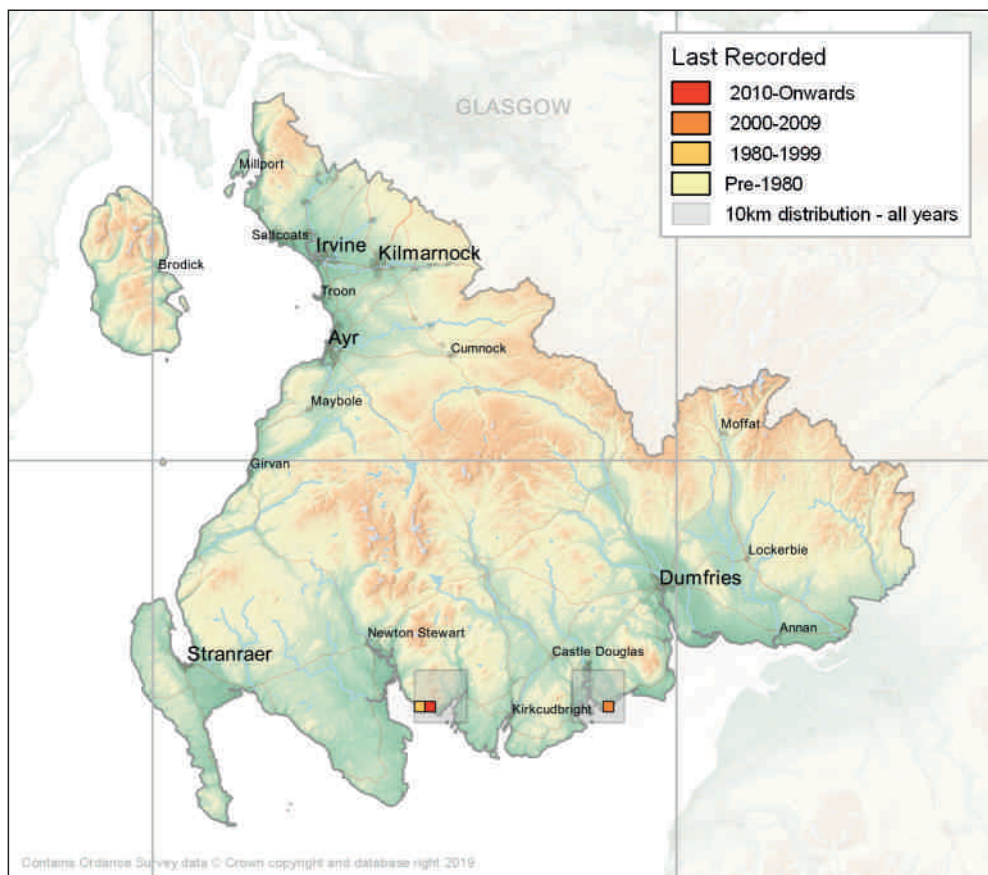 GLASGOW
Last Recorded
2010-Onwards
2000-2009
1980-1999
Pre-1980
10km distribution - all years
Millport
Saltcoats
Irvine
Kilmarnock
Brodick
Troon
Ayr
Cumnock
Maybole
Moffat
Girvan
Lockerbie
Dumfries
Annan
Newton Stewart
Castle Douglas
Stranraer
Kirkcudbright
Contains Ordance Survey data © Crown copyright and database right 2019